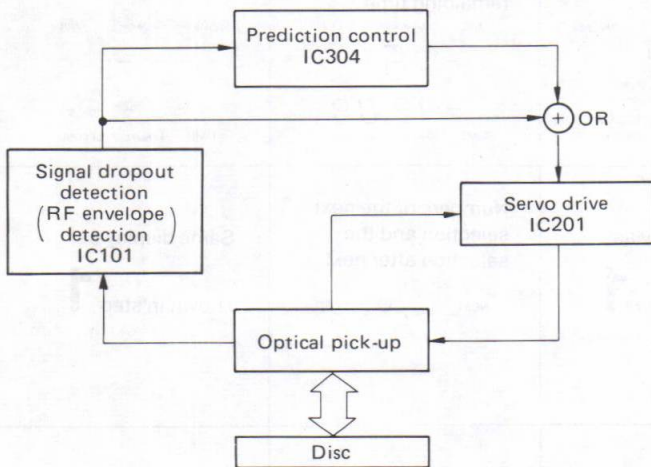 Prediction control
IC304
+ OR
Signal dropout
detection
(RF envelope
detection)
IC101
Servo drive
IC201
Optical pick-up
Disc